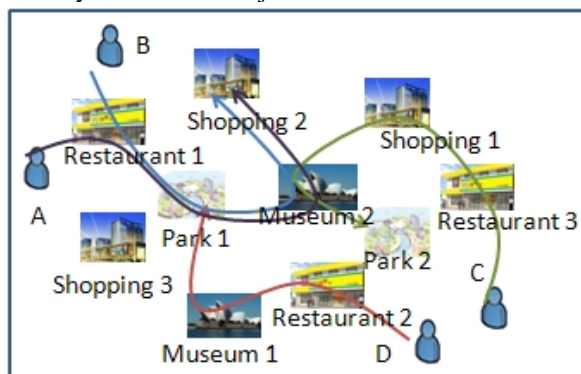 B
Shopping 2
Shopping 1
Restaurant 1
A
Museum 2
Restaurant 3
Park 1
Park 2
Shopping 3
C
Restaurant 2
Museum 1
D